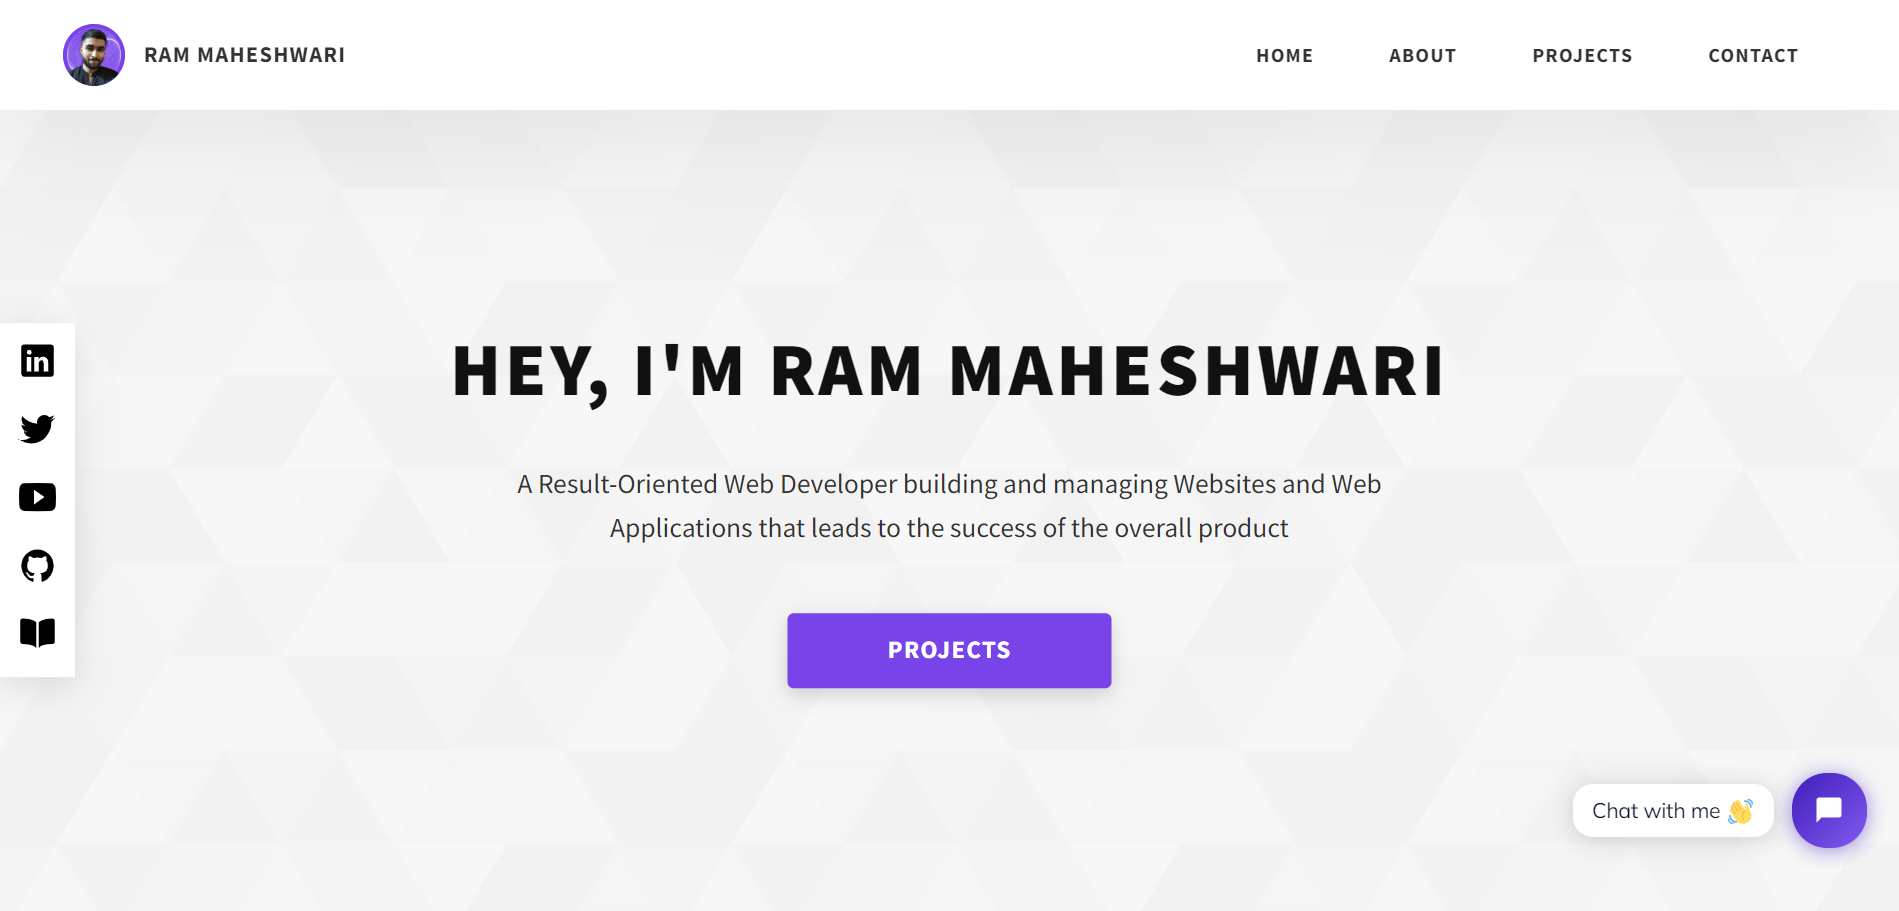 RAM MAHESHWARI
HOME
ABOUT
PROJECTS
CONTACT
HEY, I'M RAM MAHESHWARI
A Result-Oriented Web Developer building and managing Websites and Web
Applications that leads to the success of the overall product
PROJECTS
Chat with me 👋